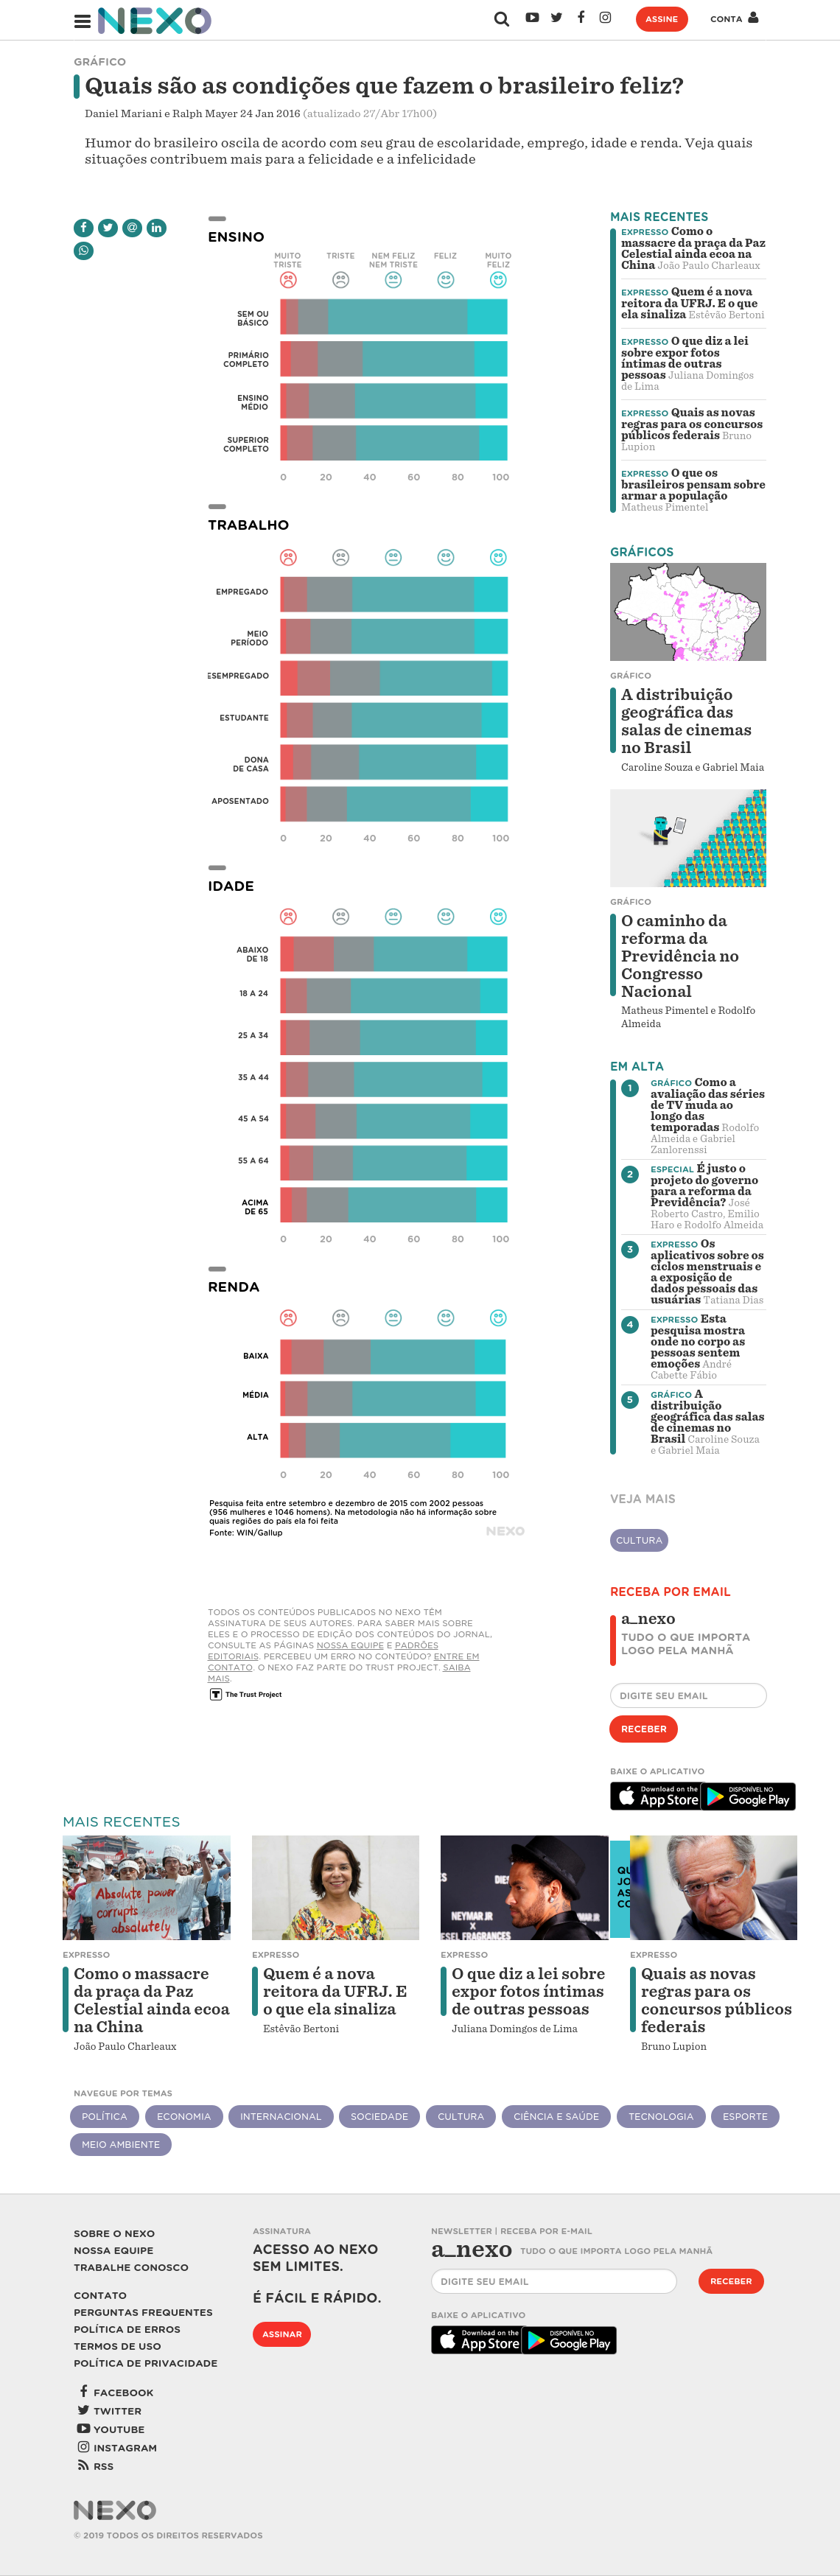 NEXO
ASSINE
CONTA
GRÁFICO
Quais são as condições que fazem o brasileiro feliz?
Daniel Mariani e Ralph Mayer 24 Jan 2016 (atualizado 27/Abr 17h00)
Humor do brasileiro oscila de acordo com seu grau de escolaridade, emprego, idade e renda. Veja quais
situações contribuem mais para a felicidade e a infelicidade
ENSINO
MUITO TRISTE
TRISTE
NEM FELIZ NEM TRISTE
FELIZ
MUITO FELIZ
SEM OU
BÁSICO
PRIMÁRIO
COMPLETO
ENSINO
MÉDIO
SUPERIOR
COMPLETO
0 20 40 60 80 100
TRABALHO
EMPREGADO
MEIO
PERÍODO
ESEMPREGADO
ESTUDANTE
DONA
DE CASA
APOSENTADO
0 20 40 60 80 100
IDADE
ABAIXO
DE 18
18 A 24
25 A 34
35 A 44
45 A 54
55 A 64
ACIMA
DE 65
0 20 40 60 80 100
RENDA
BAIXA
MÉDIA
ALTA
0 20 40 60 80 100
Pesquisa feita entre setembro e dezembro de 2015 com 2002 pessoas
(956 mulheres e 1046 homens). Na metodologia não há informação sobre
quais regiões do país ela foi feita
Fonte: WIN/Gallup
NEXO
TODOS OS CONTEÚDOS PUBLICADOS NO NEXO TÊM
ASSINATURA DE SEUS AUTORES. PARA SABER MAIS SOBRE
ELES E O PROCESSO DE EDIÇÃO DOS CONTEÚDOS DO JORNAL,
CONSULTE AS PÁGINAS NOSSA EQUIPE E PADRÕES
EDITORIAIS. PERCEBEU UM ERRO NO CONTEÚDO? ENTRE EM
CONTATO. O NEXO FAZ PARTE DO TRUST PROJECT. SAIBA
MAIS.
The Trust Project
MAIS RECENTES
EXPRESSO Como o
massacre da praça da Paz
Celestial ainda ecoa na
China João Paulo Charleaux
EXPRESSO Quem é a nova
reitora da UFRJ. E o que
ela sinaliza Estêvão Bertoni
EXPRESSO O que diz a lei
sobre expor fotos
íntimas de outras
pessoas Juliana Domingos
de Lima
EXPRESSO Quais as novas
regras para os concursos
públicos federais Bruno
Lupion
EXPRESSO O que os
brasileiros pensam sobre
armar a população
Matheus Pimentel
GRÁFICOS
GRÁFICO
A distribuição
geográfica das
salas de cinemas
no Brasil
Caroline Souza e Gabriel Maia
GRÁFICO
O caminho da
reforma da
Previdência no
Congresso
Nacional
Matheus Pimentel e Rodolfo
Almeida
EM ALTA
1 GRÁFICO Como a
avaliação das séries
de TV muda ao
longo das
temporadas Rodolfo
Almeida e Gabriel
Zanlorenssi
2 ESPECIAL É justo o
projeto do governo
para a reforma da
Previdência? José
Roberto Castro, Emilio
Haro e Rodolfo Almeida
3 EXPRESSO Os
aplicativos sobre os
ciclos menstruais e
a exposição de
dados pessoais das
usuárias Tatiana Dias
4 EXPRESSO Esta
pesquisa mostra
onde no corpo as
pessoas sentem
emoções André
Cabette Fábio
5 GRÁFICO A
distribuição
geográfica das salas
de cinemas no
Brasil Caroline Souza
e Gabriel Maia
VEJA MAIS
CULTURA
RECEBA POR EMAIL
a_nexo
TUDO O QUE IMPORTA
LOGO PELA MANHÃ
DIGITE SEU EMAIL
RECEBER
BAIXE O APLICATIVO
Download on the
App Store
DISPONÍVEL NO
Google Play
MAIS RECENTES
Absolute power
corrupts
absolutely
NEYMAR JR
X
ESEL FRAGRANCES
EXPRESSO
Como o massacre
da praça da Paz
Celestial ainda ecoa
na China
João Paulo Charleaux
EXPRESSO
Quem é a nova
reitora da UFRJ. E
o que ela sinaliza
Estêvão Bertoni
EXPRESSO
O que diz a lei sobre
expor fotos íntimas
de outras pessoas
Juliana Domingos de Lima
EXPRESSO
Quais as novas
regras para os
concursos públicos
federais
Bruno Lupion
NAVEGUE POR TEMAS
POLÍTICA ECONOMIA INTERNACIONAL SOCIEDADE CULTURA CIÊNCIA E SAÚDE TECNOLOGIA ESPORTE
MEIO AMBIENTE
SOBRE O NEXO
NOSSA EQUIPE
TRABALHE CONOSCO
CONTATO
PERGUNTAS FREQUENTES
POLÍTICA DE ERROS
TERMOS DE USO
POLÍTICA DE PRIVACIDADE
FACEBOOK
TWITTER
YOUTUBE
INSTAGRAM
RSS
ASSINATURA
ACESSO AO NEXO
SEM LIMITES.
É FÁCIL E RÁPIDO.
ASSINAR
NEWSLETTER | RECEBA POR E-MAIL
a_nexo TUDO O QUE IMPORTA LOGO PELA MANHÃ
DIGITE SEU EMAIL
RECEBER
BAIXE O APLICATIVO
Download on the
App Store
DISPONÍVEL NO
Google Play
NEXO
© 2019 TODOS OS DIREITOS RESERVADOS